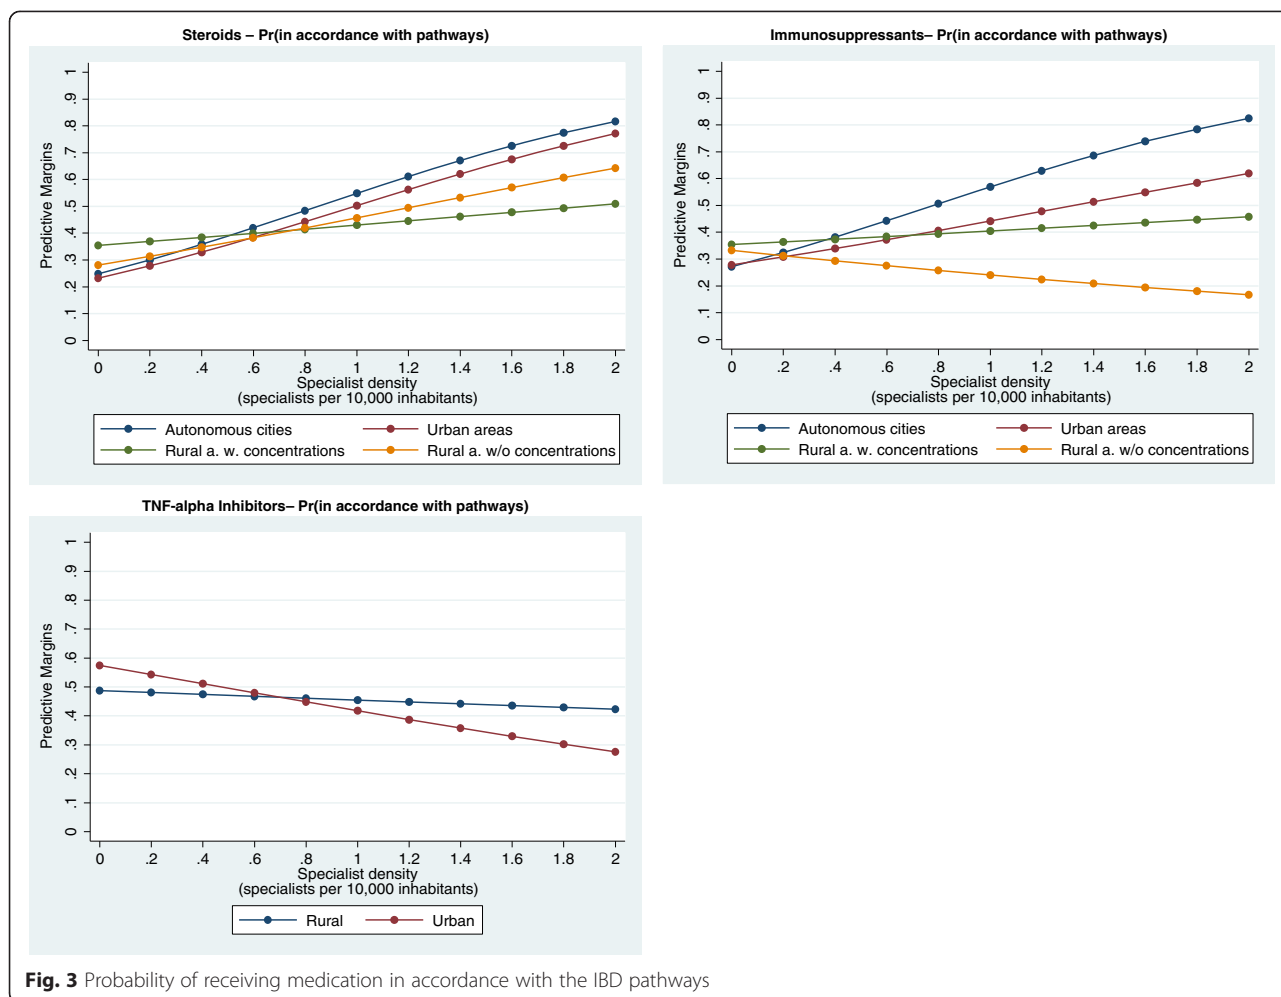 Steroids – Pr(in accordance with pathways)
Predictive Margins
1
.9
.8
.7
.6
.5
.4
.3
.2
.1
0
0 .2 .4 .6 .8 1 1.2 1.4 1.6 1.8 2
Specialist density
(specialists per 10,000 inhabitants)
Autonomous cities Urban areas
Rural a. w. concentrations Rural a. w/o concentrations
Immunosuppressants– Pr(in accordance with pathways)
Predictive Margins
1
.9
.8
.7
.6
.5
.4
.3
.2
.1
0
0 .2 .4 .6 .8 1 1.2 1.4 1.6 1.8 2
Specialist density
(specialists per 10,000 inhabitants)
Autonomous cities Urban areas
Rural a. w. concentrations Rural a. w/o concentrations
TNF-alpha Inhibitors– Pr(in accordance with pathways)
Predictive Margins
1
.9
.8
.7
.6
.5
.4
.3
.2
.1
0
0 .2 .4 .6 .8 1 1.2 1.4 1.6 1.8 2
Specialist density
(specialists per 10,000 inhabitants)
Rural Urban
Fig. 3 Probability of receiving medication in accordance with the IBD pathways